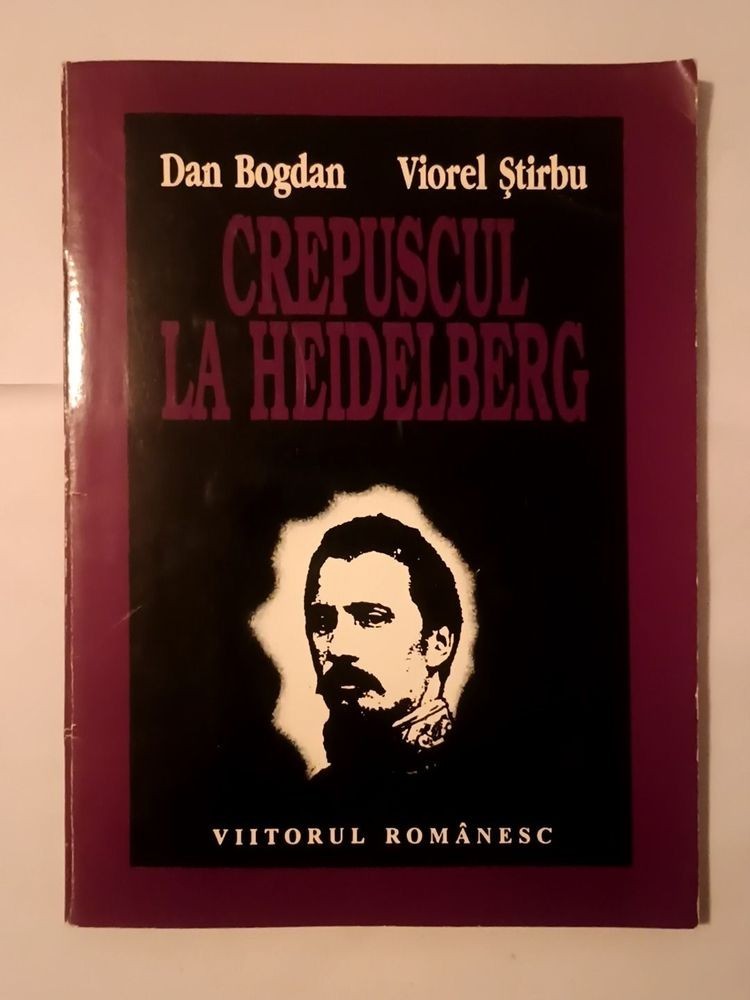 Dan Bogdan Viorel Ştirbu
CREPUSCUL
LA HEIDELBERG
VIITORUL ROMÂNESC